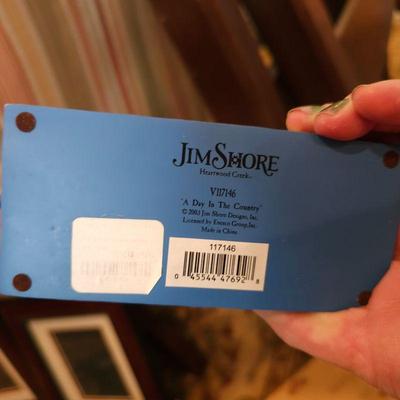 JIM SHORE
Heartwood Creek™
V117146
"A Day In The Country"
© 2003 Jim Shore Designs, Inc.
Licensed by Enesco Group, Inc.
Made in China
117146
0 45544 47692 8